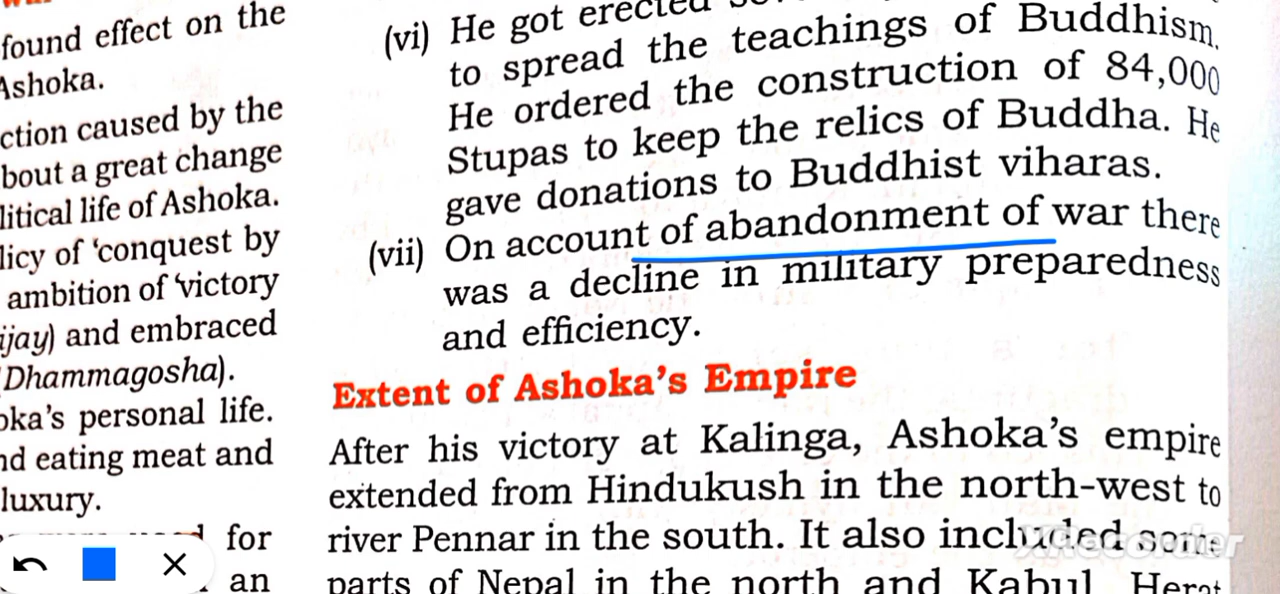 found effect on the
Ashoka.
ction caused by the
bout a great change
litical life of Ashoka.
licy of 'conquest by
ambition of 'victory
ijay) and embraced
Dhammagosha).
oka's personal life.
nd eating meat and
luxury.
for
an
(vi) He got erected
to spread the teachings of Buddhism.
He ordered the construction of 84,000
Stupas to keep the relics of Buddha. He
gave donations to Buddhist viharas.
(vii) On account of abandonment of war there
was a decline in military preparedness
and efficiency.
Extent of Ashoka's Empire
After his victory at Kalinga, Ashoka's empire
extended from Hindukush in the north-west to
river Pennar in the south. It also included some
parts of Nepal in the north and Kabul, Herat
XRecorder